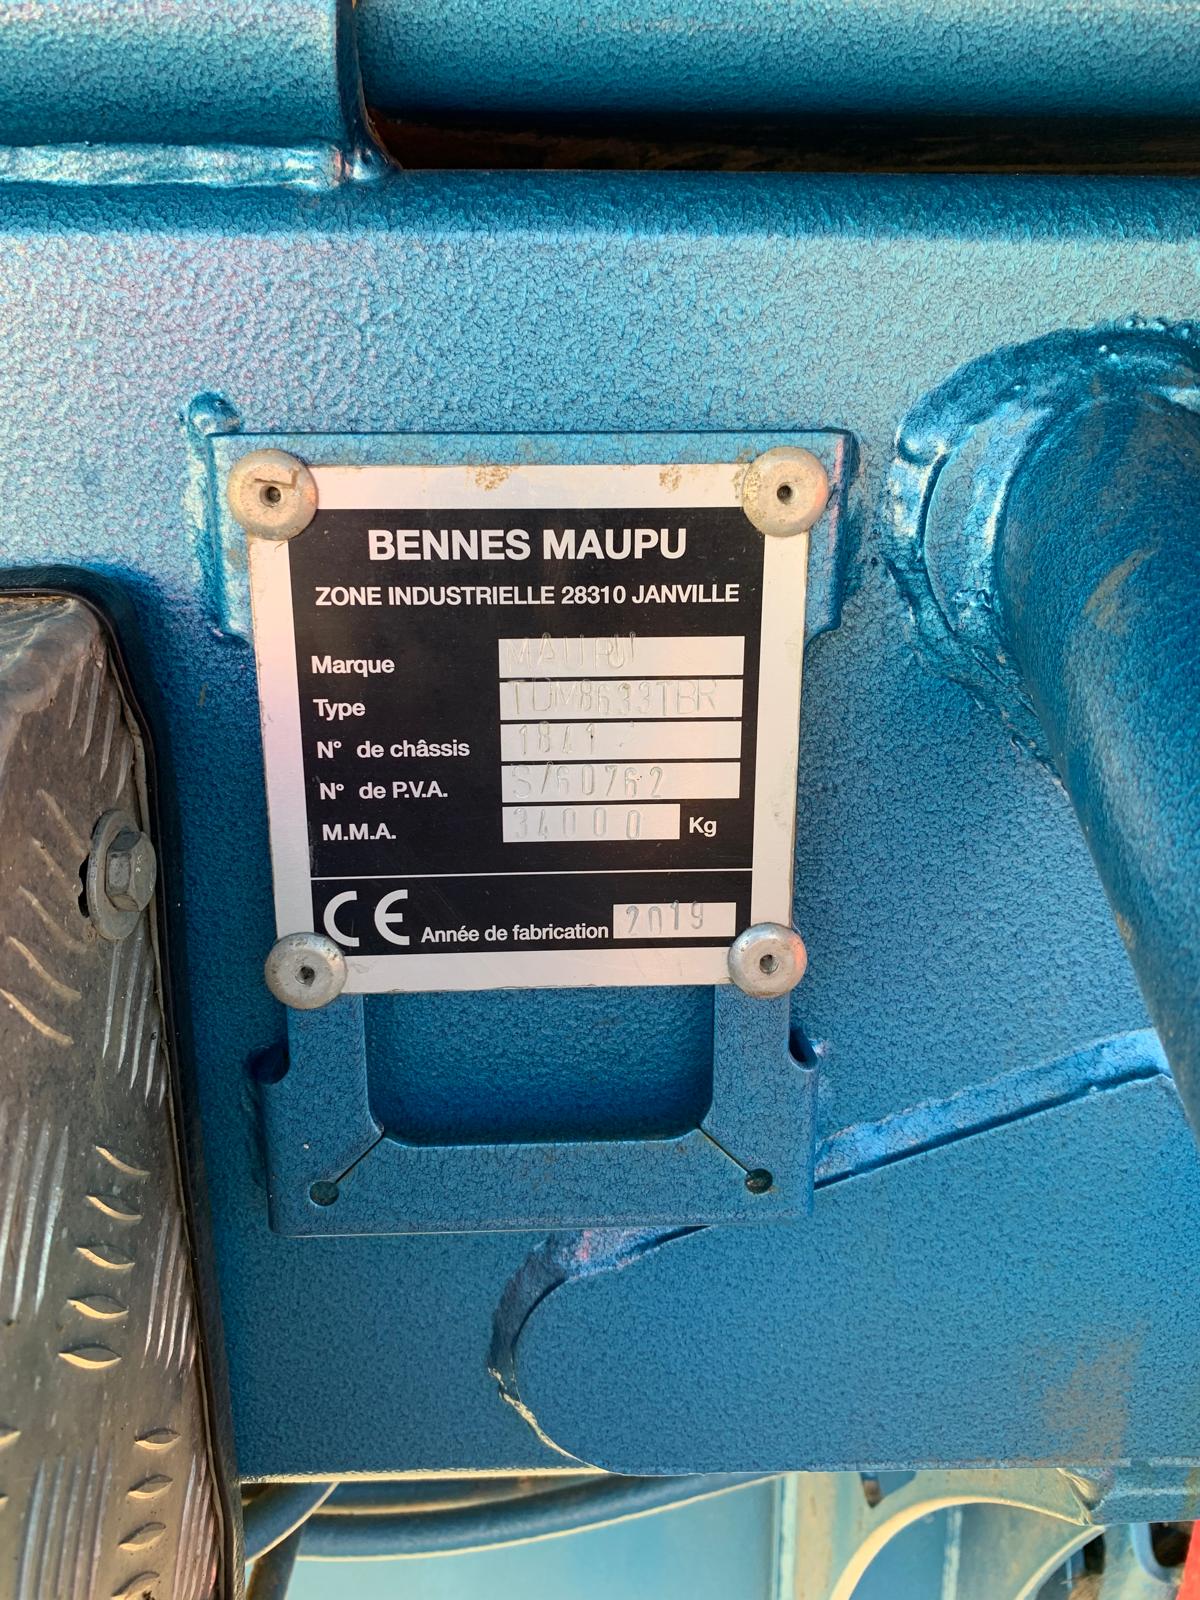 BENNES MAUPU
ZONE INDUSTRIELLE 28310 JANVILLE
Marque MAUPU
Type TDM8633TBR
N° de châssis 1841
N° de P.V.A. S/60762
M.M.A. 34000 Kg
CE Année de fabrication 2019